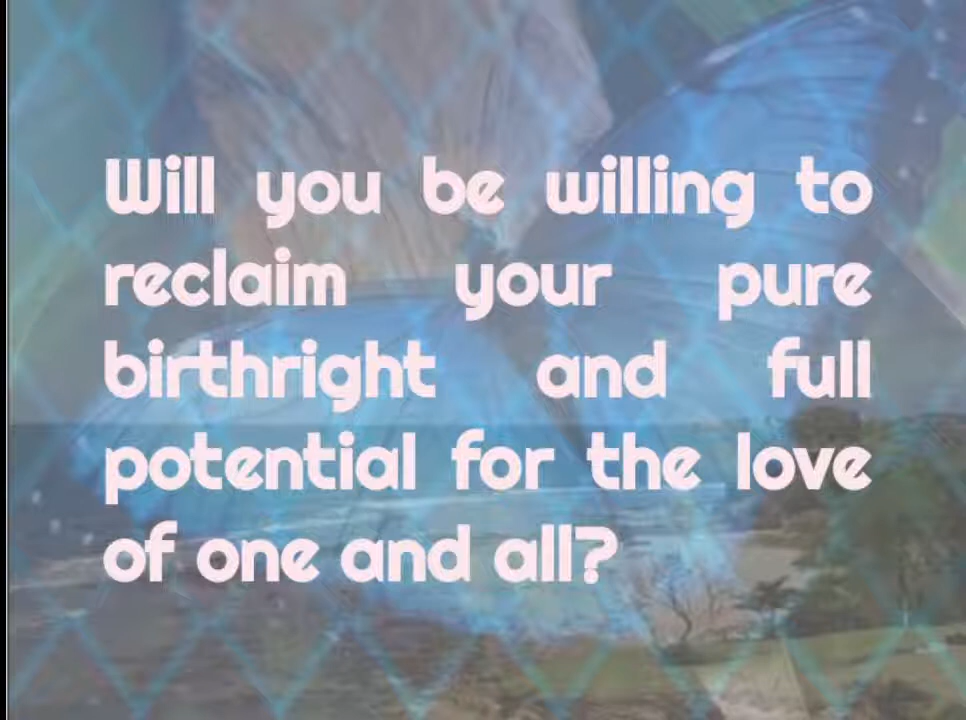 Will you be willing to
reclaim your pure
birthright and full
potential for the love
of one and all?